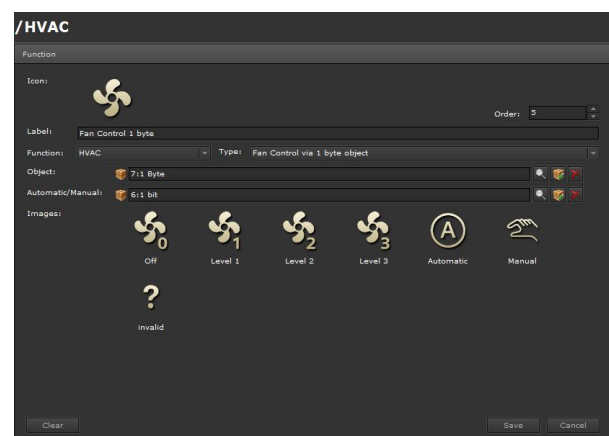 /HVAC
Function
Icon:
Order: 5
Label: Fan Control 1 byte
Function: HVAC Type: Fan Control via 1 byte object
Object: 7:1 Byte
Automatic/Manual: 6:1 bit
Images:
0 1 2 3 A
Off Level 1 Level 2 Level 3 Automatic Manual
?
invalid
Clear Save Cancel